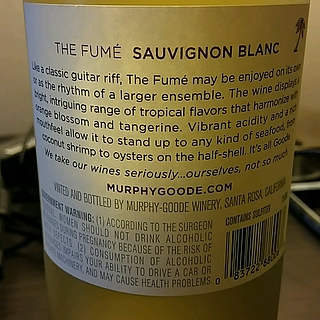 THE FUMÉ SAUVIGNON BLANC
Like a classic guitar riff, The Fumé may be enjoyed on its own
or as the rhythm of a larger ensemble. The wine displays a
bright, intriguing range of tropical flavors that harmonize with
orange blossom and tangerine. Vibrant acidity and a
mouthfeel allow it to stand up to any kind of seafood, from
coconut shrimp to oysters on the half-shell. It's all Goode.
We take our wines seriously...ourselves, not so much.
MURPHYGOODE.COM
VINTED AND BOTTLED BY MURPHY-GOODE WINERY, SANTA ROSA, CALIFORNIA
GOVERNMENT WARNING: (1) ACCORDING TO THE SURGEON
WOMEN SHOULD NOT DRINK ALCOHOLIC
DURING PREGNANCY BECAUSE OF THE RISK OF
(2) CONSUMPTION OF ALCOHOLIC
IMPAIRS YOUR ABILITY TO DRIVE A CAR OR
MACHINERY, AND MAY CAUSE HEALTH PROBLEMS.
CONTAINS SULFITES
0 83722